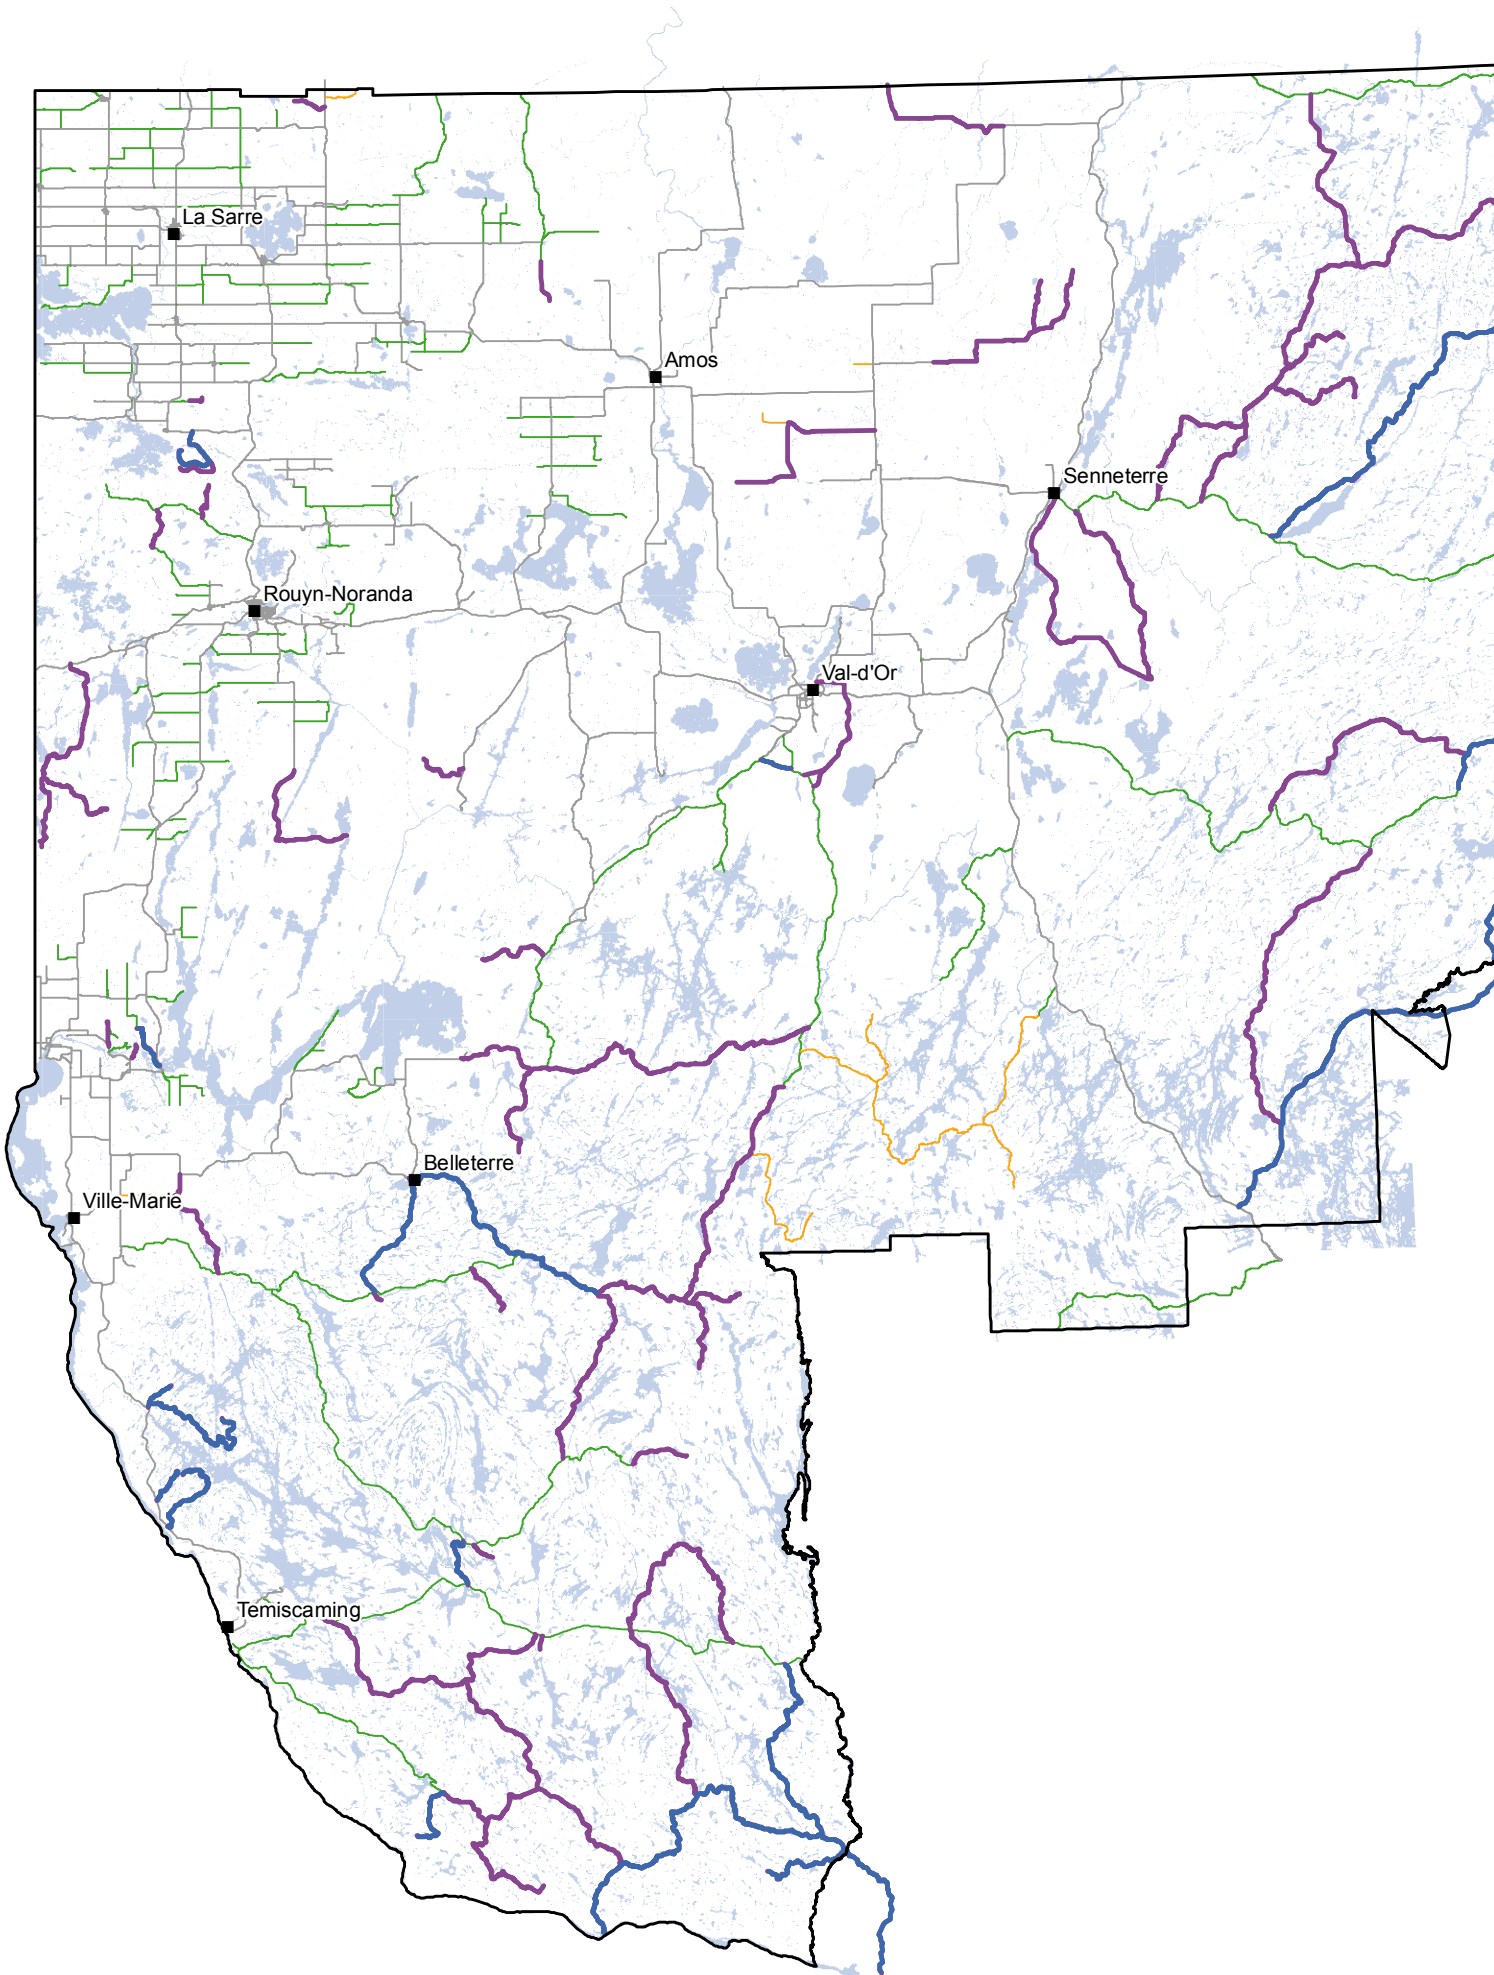 La Sarre
Amos
Senneterre
Rouyn-Noranda
Val-d'Or
Belleterre
Ville-Marie
Temiscaming